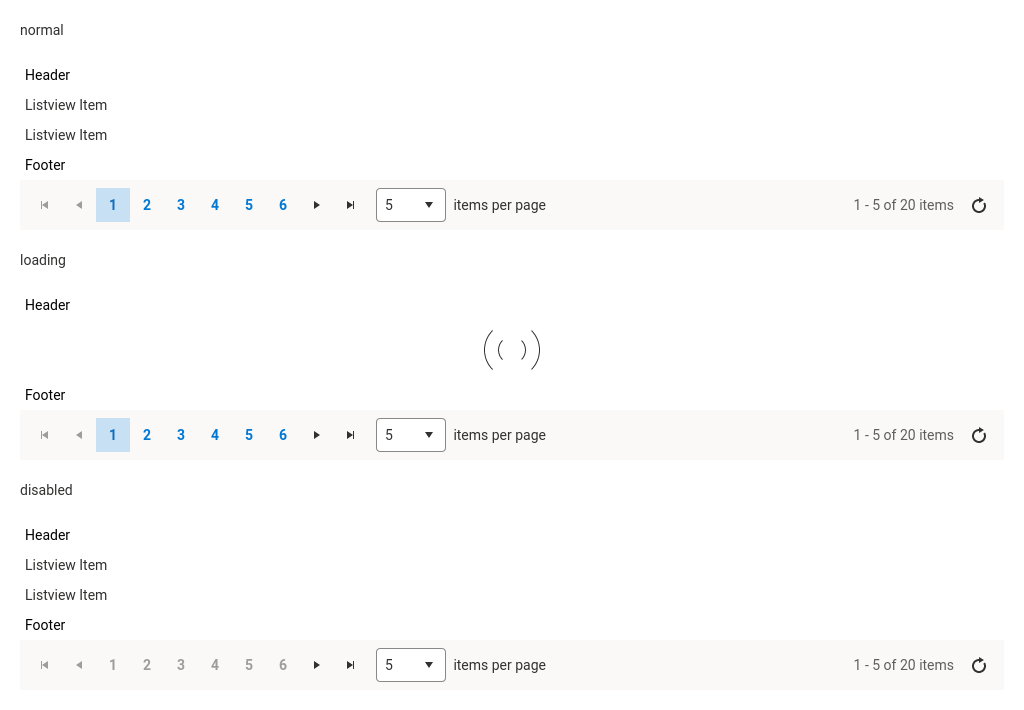 normal
Header
Listview Item
Listview Item
Footer
1 2 3 4 5 6 5 items per page 1 - 5 of 20 items
loading
Header
Footer
1 2 3 4 5 6 5 items per page 1 - 5 of 20 items
disabled
Header
Listview Item
Listview Item
Footer
1 2 3 4 5 6 5 items per page 1 - 5 of 20 items